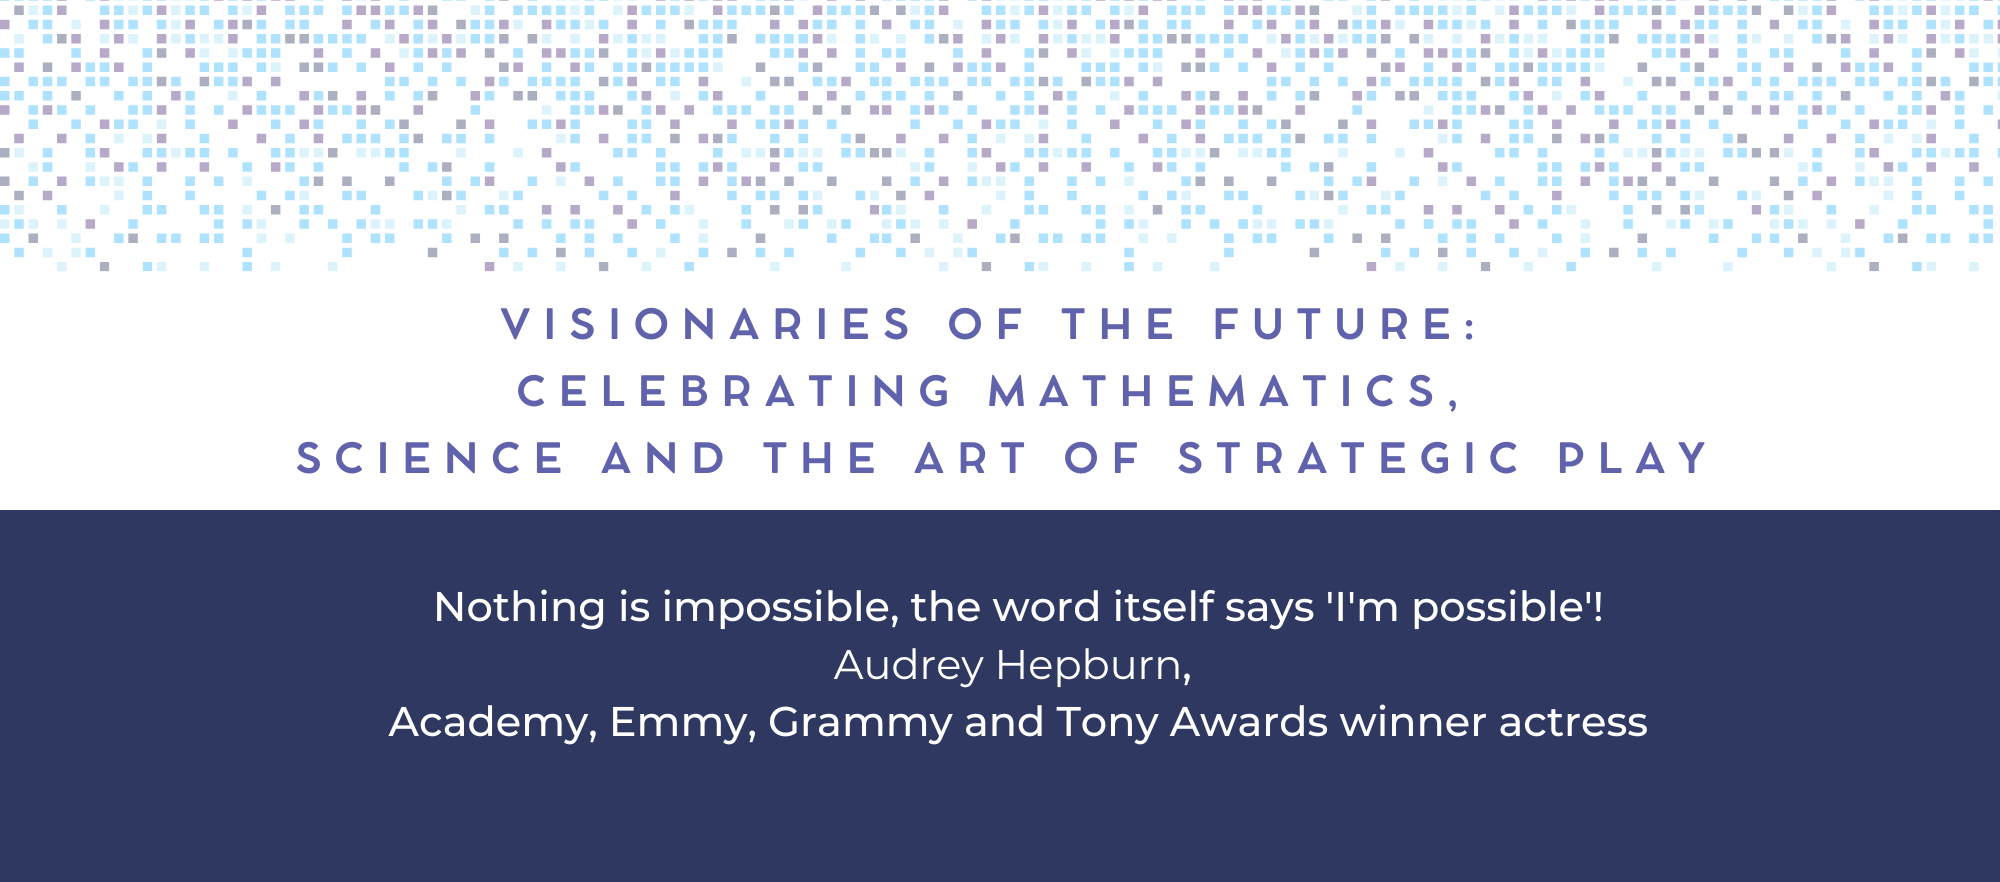 VISIONARIES OF THE FUTURE:
CELEBRATING MATHEMATICS,
SCIENCE AND THE ART OF STRATEGIC PLAY
Nothing is impossible, the word itself says 'I'm possible'!
Audrey Hepburn,
Academy, Emmy, Grammy and Tony Awards winner actress